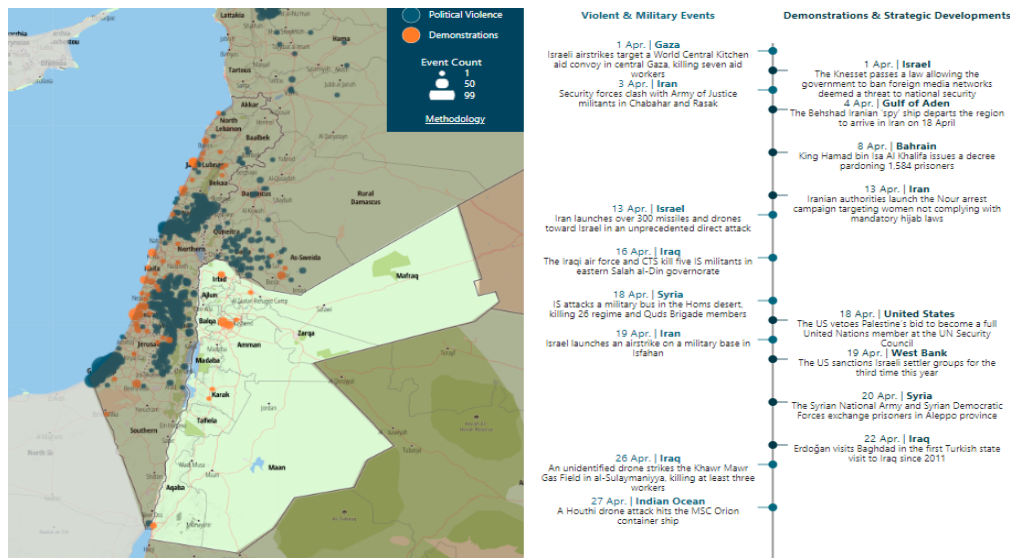 Political Violence
Demonstrations
Event Count
1
50
99
Methodology
Lattakia
Hama
Tartous
Akkar
North
Lebanon
Baalbek
Bekaa
Damascus
Rural
Damascus
Quneitra
Northern
As-Sweida
Irbid
Mafraq
Ajlun
Balqa
Zarqa
Amman
Madaba
Karak
Tafiela
Southern
Maan
Aqaba
Violent & Military Events
1 Apr. | Gaza
Israeli airstrikes target a World Central Kitchen
aid convoy in central Gaza, killing seven aid
workers
3 Apr. | Iran
Security forces clash with Army of Justice
militants in Chabahar and Rasak
13 Apr. | Israel
Iran launches over 300 missiles and drones
toward Israel in an unprecedented direct attack
16 Apr. | Iraq
The Iraqi air force and CTS kill five IS militants in
eastern Salah al-Din governorate
18 Apr. | Syria
IS attacks a military bus in the Homs desert,
killing 26 regime and Quds Brigade members
19 Apr. | Iran
Israel launches an airstrike on a military base in
Isfahan
26 Apr. | Iraq
An unidentified drone strikes the Khawr Mawr
Gas Field in al-Sulaymaniyya, killing at least three
workers
27 Apr. | Indian Ocean
A Houthi drone attack hits the MSC Orion
container ship
Demonstrations & Strategic Developments
1 Apr. | Israel
The Knesset passes a law allowing the
government to ban foreign media networks
deemed a threat to national security
4 Apr. | Gulf of Aden
The Behshad Iranian 'spy' ship departs the region
to arrive in Iran on 18 April
8 Apr. | Bahrain
King Hamad bin Isa Al Khalifa issues a decree
pardoning 1,584 prisoners
13 Apr. | Iran
Iranian authorities launch the Nour arrest
campaign targeting women not complying with
mandatory hijab laws
18 Apr. | United States
The US vetoes Palestine's bid to become a full
United Nations member at the UN Security
Council
19 Apr. | West Bank
The US sanctions Israeli settler groups for the
third time this year
20 Apr. | Syria
The Syrian National Army and Syrian Democratic
Forces exchange prisoners in Aleppo province
22 Apr. | Iraq
Erdoğan visits Baghdad in the first Turkish state
visit to Iraq since 2011